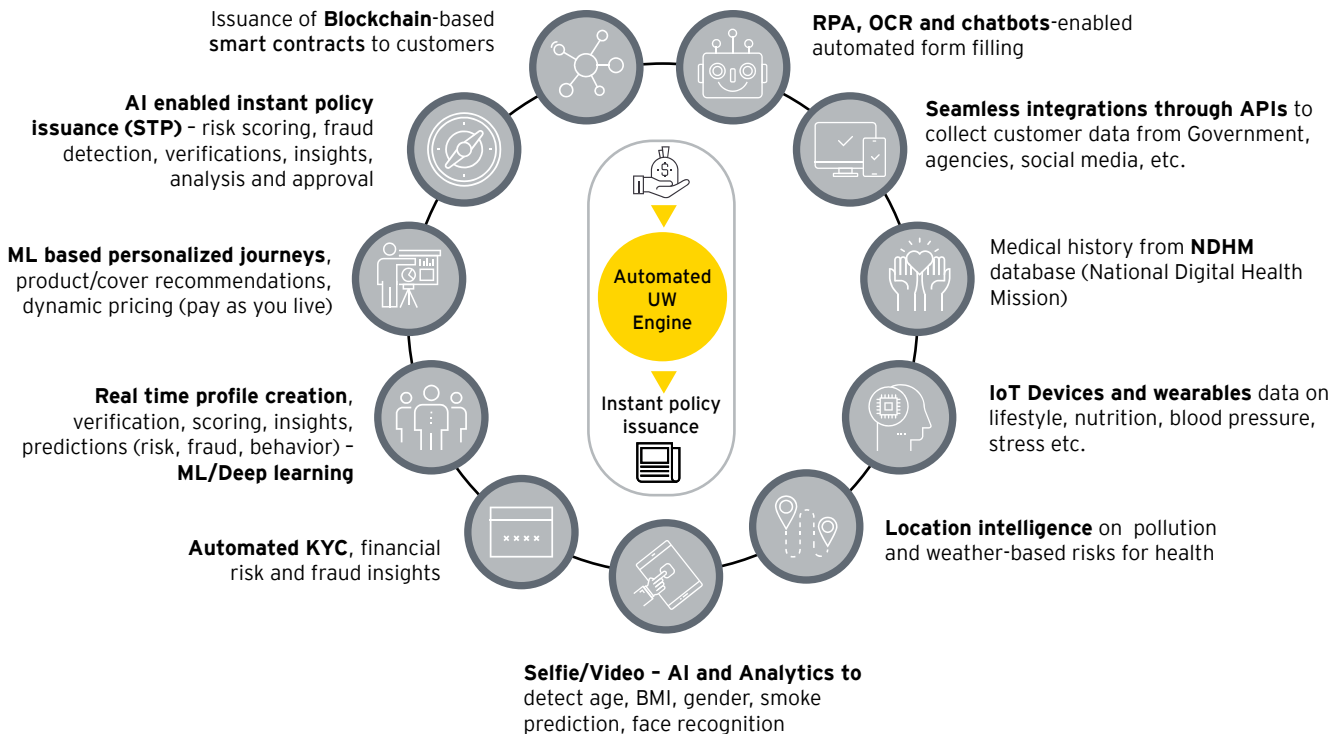 Issuance of Blockchain-based
smart contracts to customers
RPA, OCR and chatbots-enabled
automated form filling
AI enabled instant policy
issuance (STP) – risk scoring, fraud
detection, verifications, insights,
analysis and approval
Seamless integrations through APIs to
collect customer data from Government,
agencies, social media, etc.
ML based personalized journeys,
product/cover recommendations,
dynamic pricing (pay as you live)
$
Automated
UW
Engine
Instant policy
issuance
Medical history from NDHM
database (National Digital Health
Mission)
Real time profile creation,
verification, scoring, insights,
predictions (risk, fraud, behavior) –
ML/Deep learning
IoT Devices and wearables data on
lifestyle, nutrition, blood pressure,
stress etc.
Automated KYC, financial
risk and fraud insights
Location intelligence on  pollution
and weather-based risks for health
Selfie/Video – AI and Analytics to
detect age, BMI, gender, smoke
prediction, face recognition